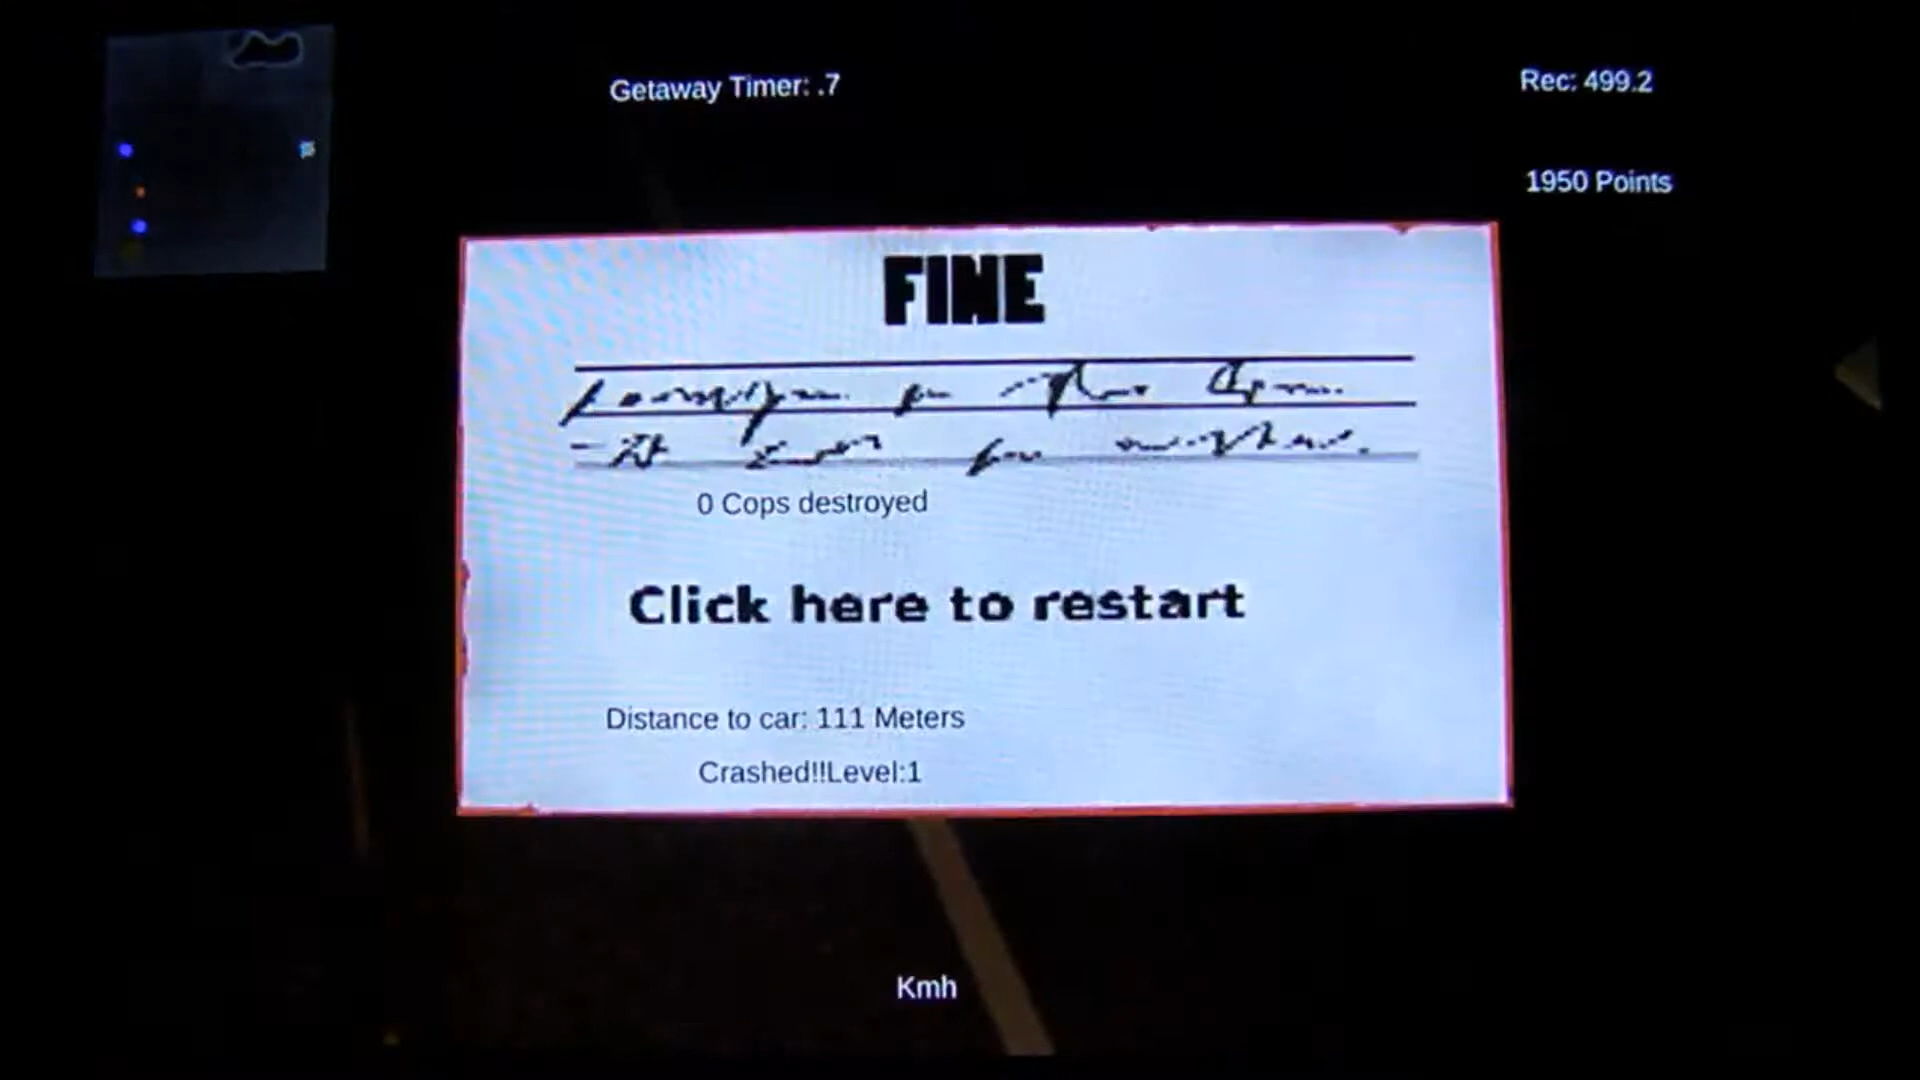 Getaway Timer: .7
Rec: 499.2
1950 Points
FINE
0 Cops destroyed
Click here to restart
Distance to car: 111 Meters
Crashed!!Level:1
Kmh